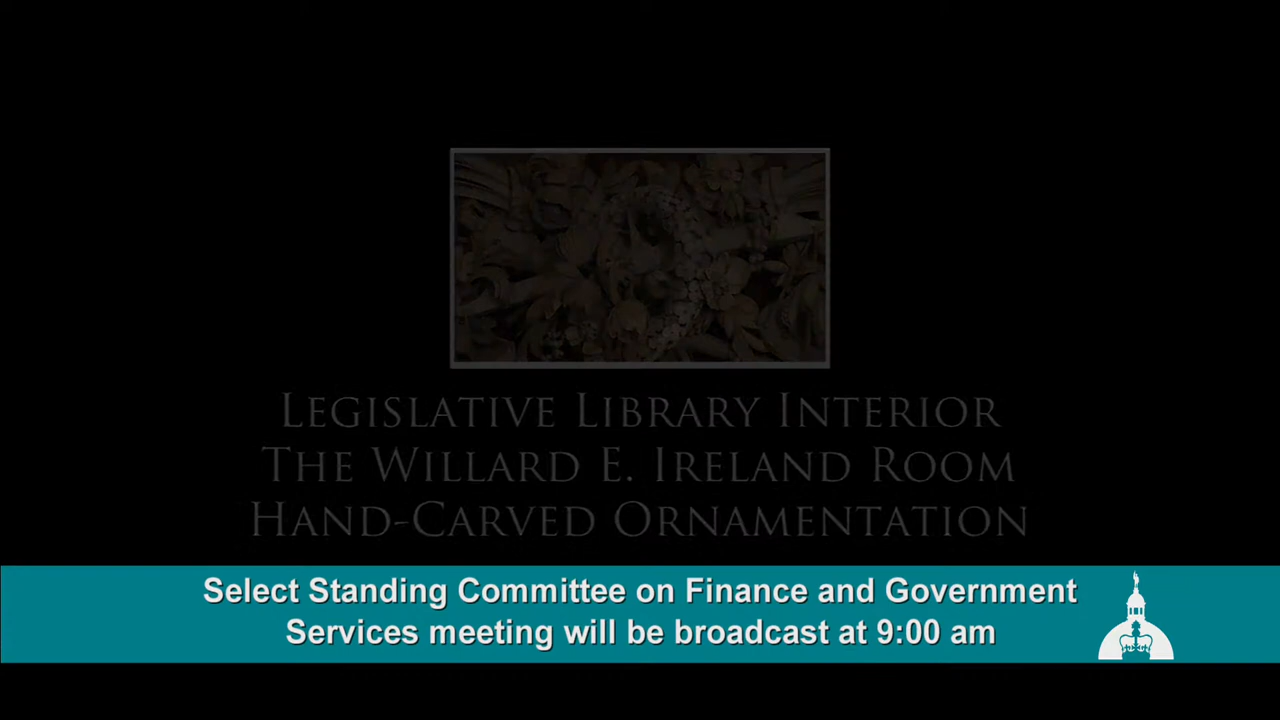 Legislative Library Interior
The Willard E. Ireland Room
Hand-Carved Ornamentation
Select Standing Committee on Finance and Government
Services meeting will be broadcast at 9:00 am